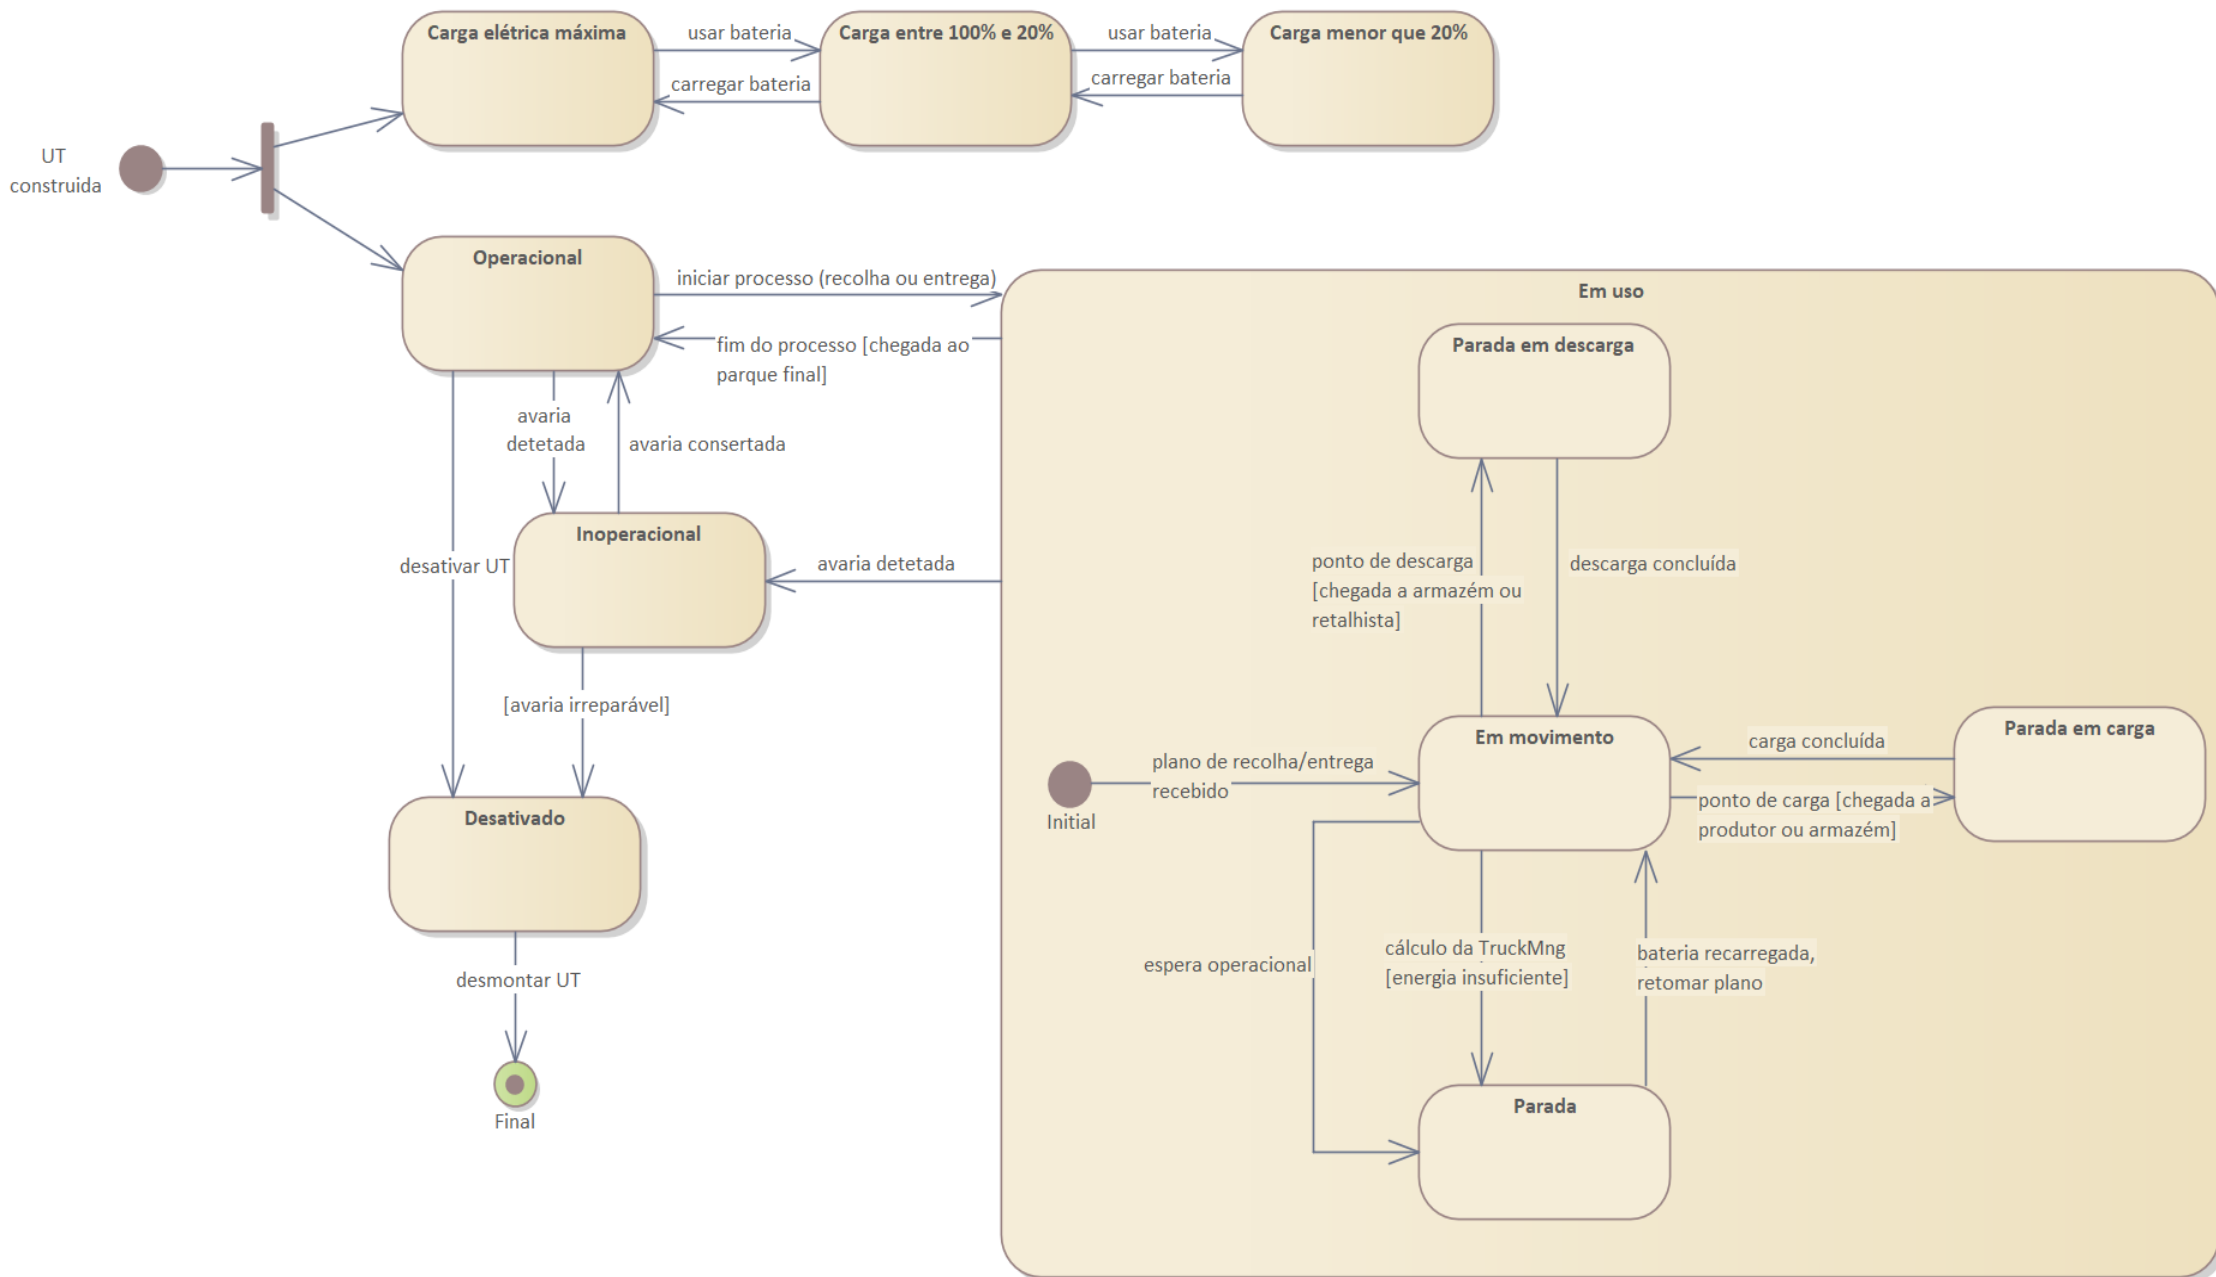 Carga elétrica máxima
usar bateria
Carga entre 100% e 20%
usar bateria
Carga menor que 20%
carregar bateria
carregar bateria
UT
construida
Operacional
iniciar processo (recolha ou entrega)
fim do processo [chegada ao
parque final]
Em uso
Parada em descarga
avaria
detetada
avaria consertada
Inoperacional
desativar UT
avaria detetada
ponto de descarga
[chegada a armazém ou
retalhista]
descarga concluída
[avaria irreparável]
Em movimento
carga concluída
Parada em carga
plano de recolha/entrega
recebido
ponto de carga [chegada a
produtor ou armazém]
Initial
Desativado
espera operacional
cálculo da TruckMng
[energia insuficiente]
bateria recarregada,
retomar plano
desmontar UT
Parada
Final